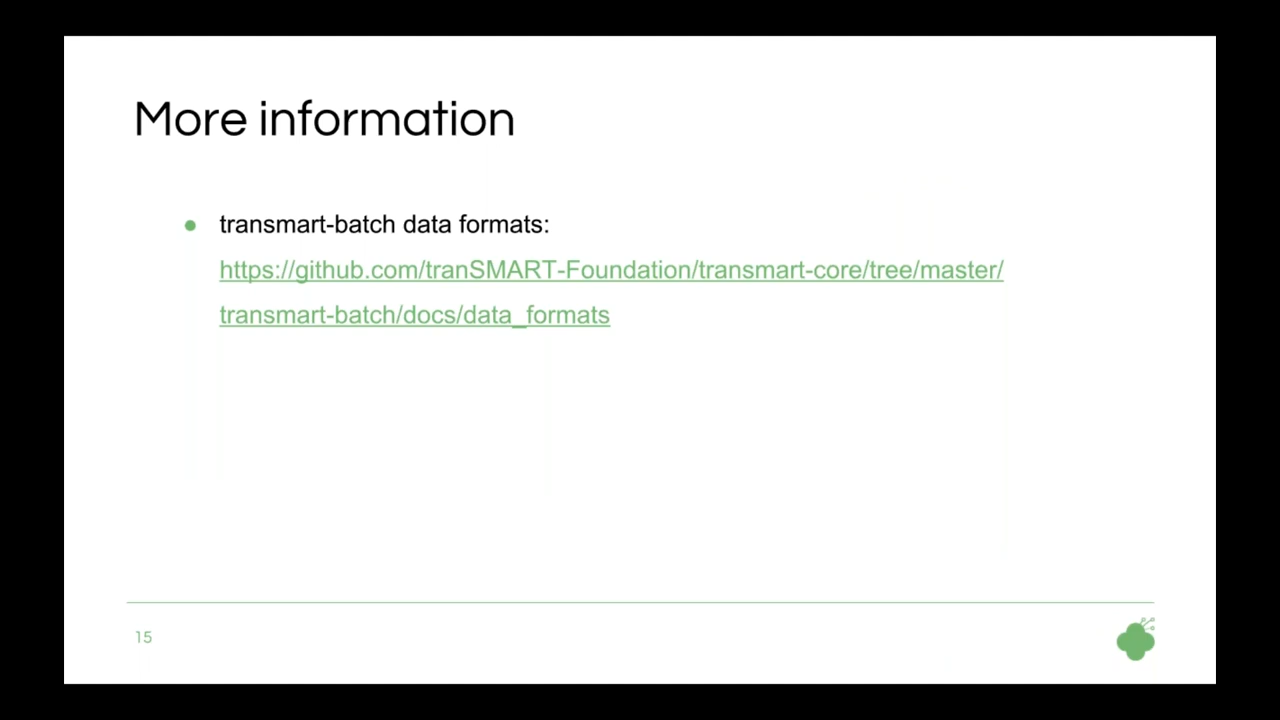 More information
transmart-batch data formats:
https://github.com/tranSMART-Foundation/transmart-core/tree/master/
transmart-batch/docs/data_formats
15